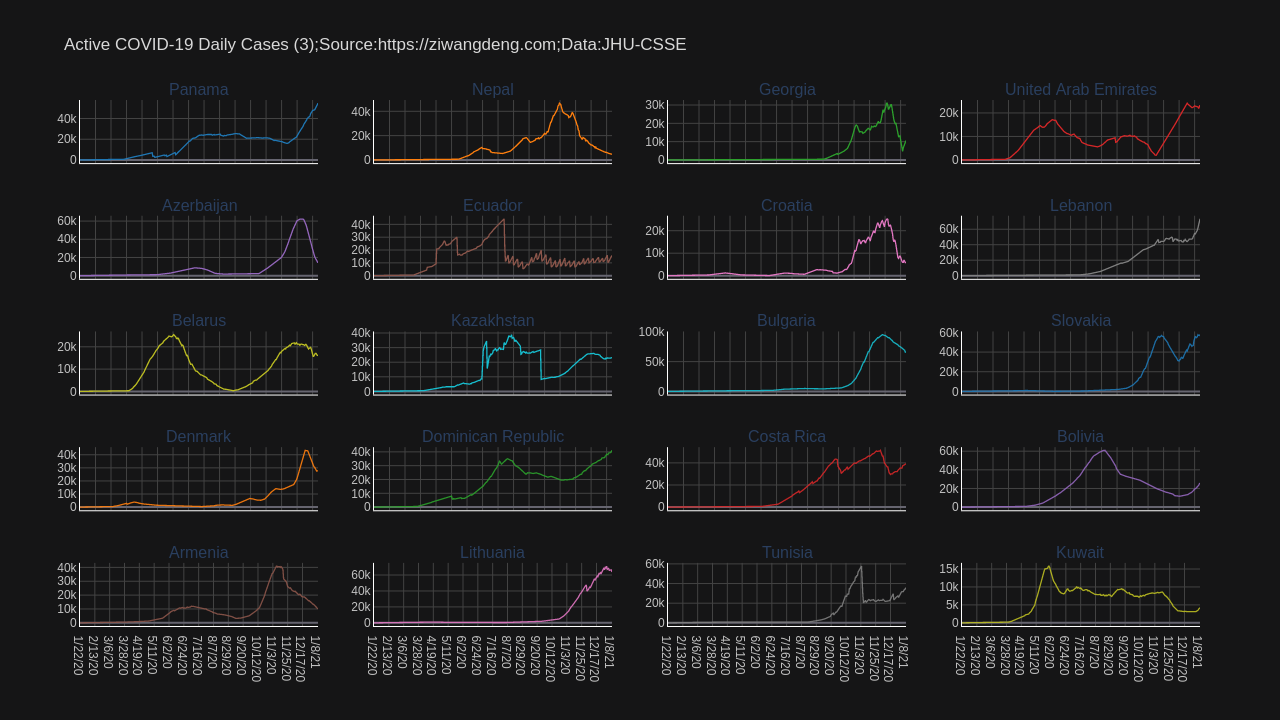 Active COVID-19 Daily Cases (3);Source:https://ziwangdeng.com;Data:JHU-CSSE
Panama
40k
20k
0
Nepal
40k
20k
0
Georgia
30k
20k
10k
0
United Arab Emirates
20k
10k
0
Azerbaijan
60k
40k
20k
0
Ecuador
40k
30k
20k
10k
0
Croatia
20k
10k
0
Lebanon
60k
40k
20k
0
Belarus
20k
10k
0
Kazakhstan
40k
30k
20k
10k
0
Bulgaria
100k
50k
0
Slovakia
60k
40k
20k
0
Denmark
40k
30k
20k
10k
0
Dominican Republic
40k
30k
20k
10k
0
Costa Rica
40k
20k
0
Bolivia
60k
40k
20k
0
Armenia
40k
30k
20k
10k
0
1/22/20
2/13/20
3/6/20
3/28/20
4/19/20
5/11/20
6/2/20
6/24/20
7/16/20
8/7/20
8/29/20
9/20/20
10/12/20
11/3/20
11/25/20
12/17/20
1/8/21
Lithuania
60k
40k
20k
0
1/22/20
2/13/20
3/6/20
3/28/20
4/19/20
5/11/20
6/2/20
6/24/20
7/16/20
8/7/20
8/29/20
9/20/20
10/12/20
11/3/20
11/25/20
12/17/20
1/8/21
Tunisia
60k
40k
20k
0
1/22/20
2/13/20
3/6/20
3/28/20
4/19/20
5/11/20
6/2/20
6/24/20
7/16/20
8/7/20
8/29/20
9/20/20
10/12/20
11/3/20
11/25/20
12/17/20
1/8/21
Kuwait
15k
10k
5k
0
1/22/20
2/13/20
3/6/20
3/28/20
4/19/20
5/11/20
6/2/20
6/24/20
7/16/20
8/7/20
8/29/20
9/20/20
10/12/20
11/3/20
11/25/20
12/17/20
1/8/21